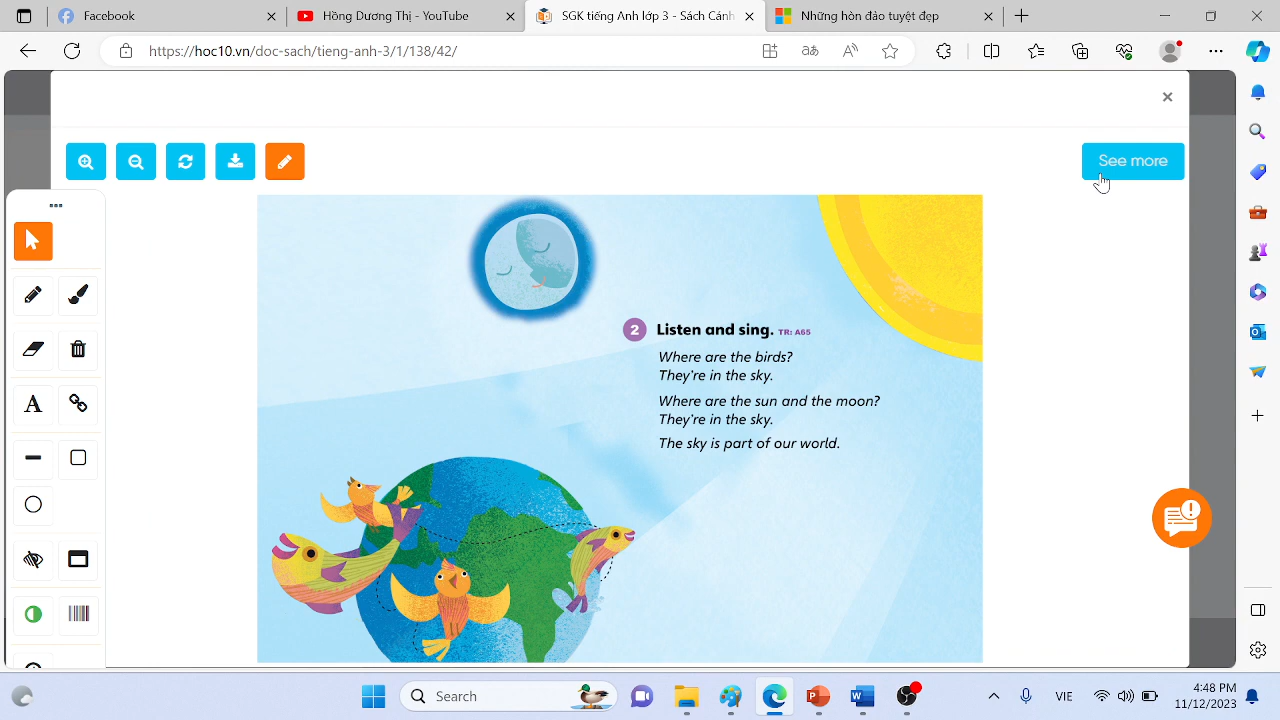 Facebook
Hồng Dương Thị - YouTube
SGK tiếng Anh lớp 3 - Sách Cánh
Những hòn đảo tuyệt đẹp
https://hoc10.vn/doc-sach/tieng-anh-3/1/138/42/
See more
2 Listen and sing. TR: A65
Where are the birds?
They're in the sky.
Where are the sun and the moon?
They're in the sky.
The sky is part of our world.
A
Search
VIE
4:48 PM
11/12/2023